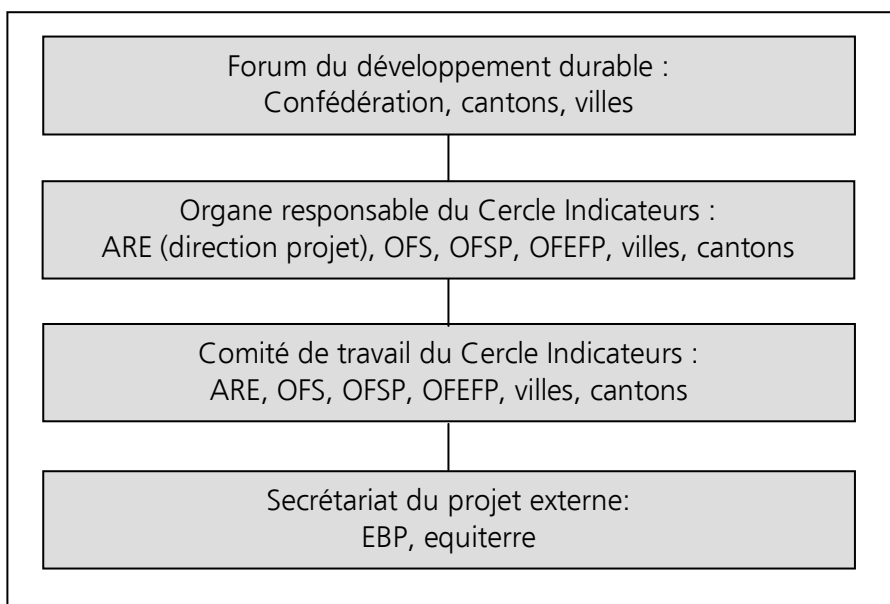 Forum du développement durable :
Confédération, cantons, villes
Organe responsable du Cercle Indicateurs :
ARE (direction projet), OFS, OFSP, OFEFP, villes, cantons
Comité de travail du Cercle Indicateurs :
ARE, OFS, OFSP, OFEFP, villes, cantons
Secrétariat du projet externe:
EBP, equiterre